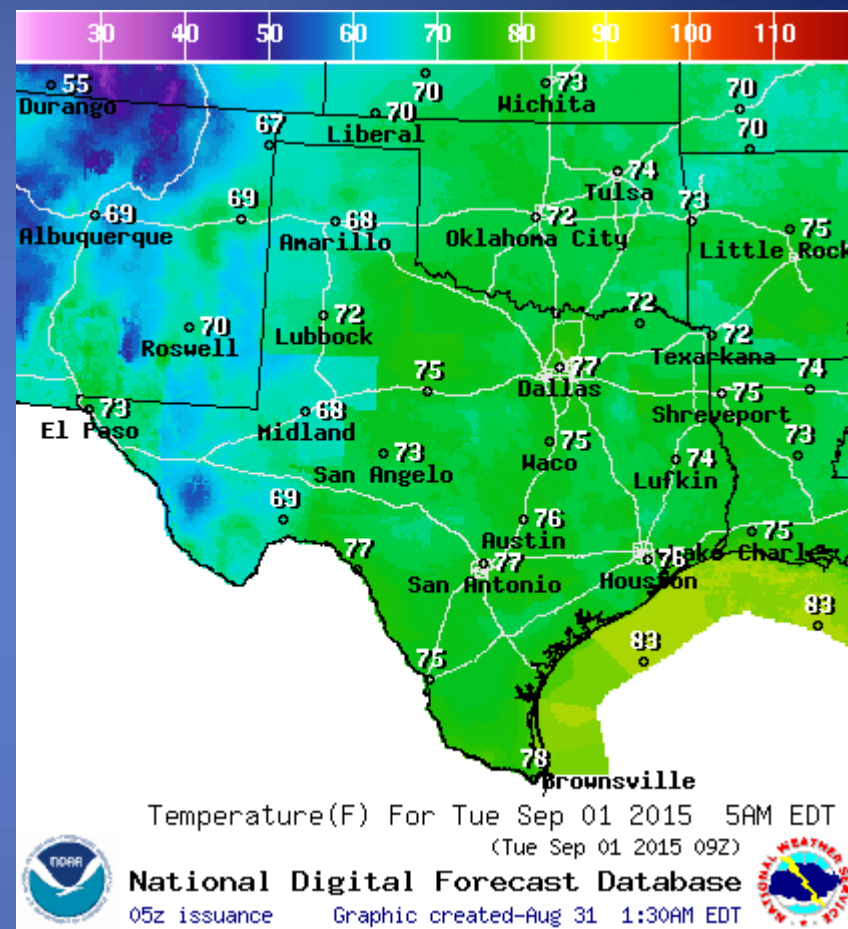 30 40 50 60 70 80 90 100 110
55 Durango
70
73 Wichita
70
70 Liberal
67
70
74 Tulsa
69 Albuquerque
69
68 Amarillo
72 Oklahoma City
73
75 Little Rock
70 Roswell
72 Lubbock
72
72 Texarkana
77 Dallas
75
75 Shreveport
74
73 El Paso
68 Midland
73 San Angelo
75 Waco
74 Lufkin
73
69
76 Austin
75 Lake Charles
77
77 San Antonio
76 Houston
83
83
75
78 Brownsville
Temperature(F) For Tue Sep 01 2015 5AM EDT
(Tue Sep 01 2015 09Z)
NOAA
National Digital Forecast Database
05z issuance Graphic created-Aug 31 1:30AM EDT
NATIONAL WEATHER SERVICE